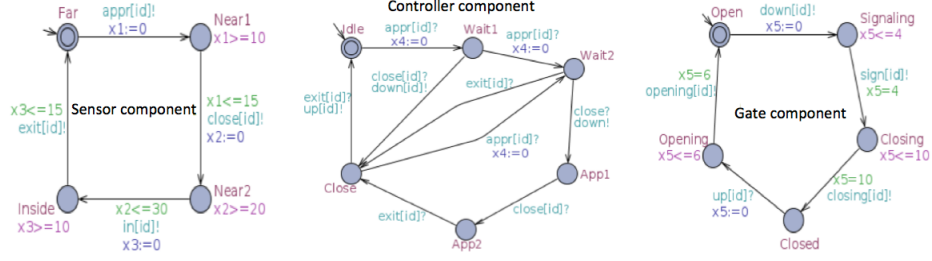 Sensor component
Far
appr[id]!
x1:=0
Near1
x1>=10
x1<=15
close[id]!
x2:=0
Near2
x2>=20
x2<=30
in[id]!
x3:=0
Inside
x3>=10
x3<=15
exit[id]!
Controller component
Idle
appr[id]?
x4:=0
Wait1
appr[id]?
x4:=0
Wait2
close[id]?
down[id]!
exit[id]?
exit[id]?
up[id]!
close?
down!
appr[id]?
x4:=0
Close
App1
close[id]?
exit[id]?
App2
Gate component
Open
down[id]!
x5:=0
Signaling
x5<=4
sign[id]!
x5=4
Closing
x5<=10
x5=10
closing[id]!
Closed
up[id]?
x5:=0
Opening
x5<=6
x5=6
opening[id]!